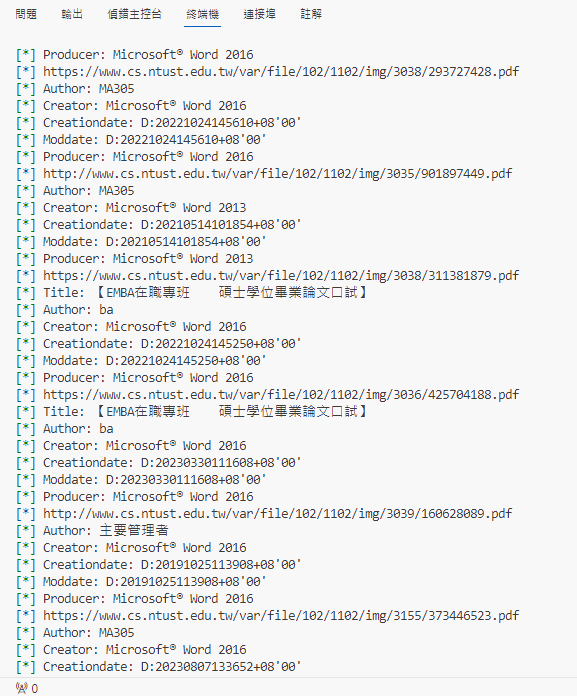 問題 輸出 偵錯主控台 終端機 連接埠 註解
[*] Producer: Microsoft® Word 2016
[*] https://www.cs.ntust.edu.tw/var/file/102/1102/img/3038/293727428.pdf
[*] Author: MA305
[*] Creator: Microsoft® Word 2016
[*] Creationdate: D:20221024145610+08'00'
[*] Moddate: D:20221024145610+08'00'
[*] Producer: Microsoft® Word 2016
[*] http://www.cs.ntust.edu.tw/var/file/102/1102/img/3035/901897449.pdf
[*] Author: MA305
[*] Creator: Microsoft® Word 2013
[*] Creationdate: D:20210514101854+08'00'
[*] Moddate: D:20210514101854+08'00'
[*] Producer: Microsoft® Word 2013
[*] https://www.cs.ntust.edu.tw/var/file/102/1102/img/3038/311381879.pdf
[*] Title: 【EMBA在職專班　　碩士學位畢業論文口試】
[*] Author: ba
[*] Creator: Microsoft® Word 2016
[*] Creationdate: D:20221024145250+08'00'
[*] Moddate: D:20221024145250+08'00'
[*] Producer: Microsoft® Word 2016
[*] https://www.cs.ntust.edu.tw/var/file/102/1102/img/3036/425704188.pdf
[*] Title: 【EMBA在職專班　　碩士學位畢業論文口試】
[*] Author: ba
[*] Creator: Microsoft® Word 2016
[*] Creationdate: D:20230330111608+08'00'
[*] Moddate: D:20230330111608+08'00'
[*] Producer: Microsoft® Word 2016
[*] http://www.cs.ntust.edu.tw/var/file/102/1102/img/3039/160628089.pdf
[*] Author: 主要管理者
[*] Creator: Microsoft® Word 2016
[*] Creationdate: D:20191025113908+08'00'
[*] Moddate: D:20191025113908+08'00'
[*] Producer: Microsoft® Word 2016
[*] https://www.cs.ntust.edu.tw/var/file/102/1102/img/3155/373446523.pdf
[*] Author: MA305
[*] Creator: Microsoft® Word 2016
[*] Creationdate: D:20230807133652+08'00'
0